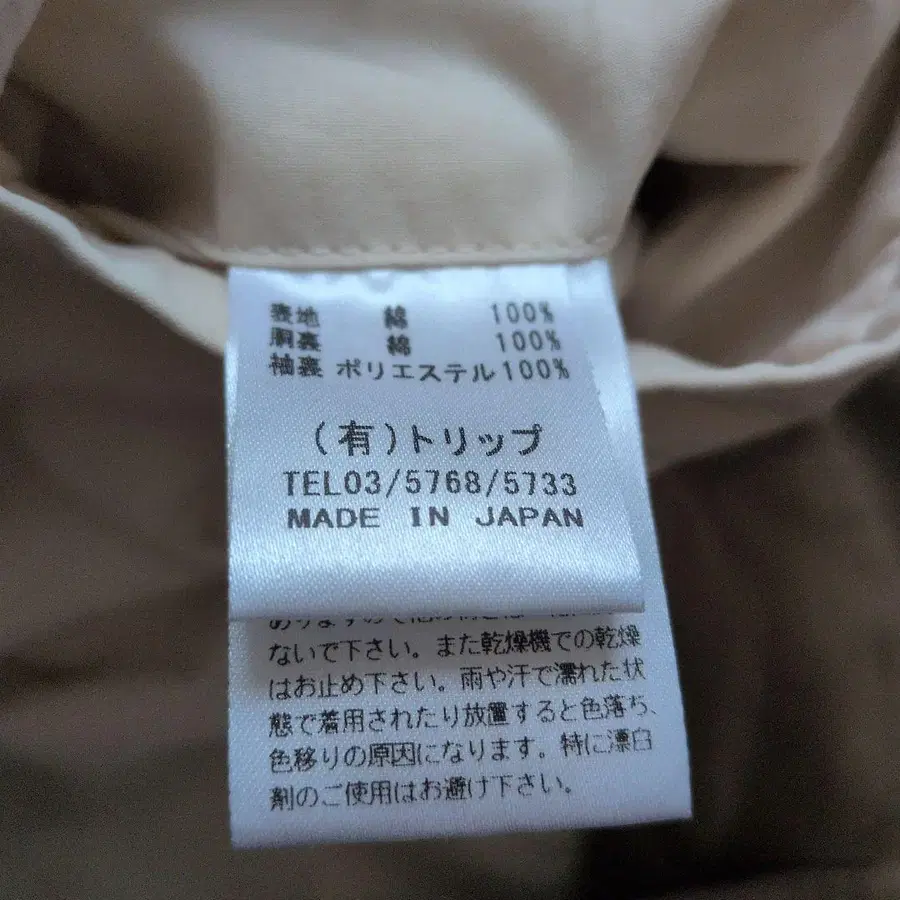 表地 綿 100%
胴裏 綿 100%
袖裏 ポリエステル100%
(有)トリップ
TEL03/5768/5733
MADE IN JAPAN
ないで下さい。また乾燥機での乾燥
はお止め下さい。雨や汗で濡れた状
態で着用されたり放置すると色落ち、
色移りの原因になります。特に漂白
剤のご使用はお避け下さい。